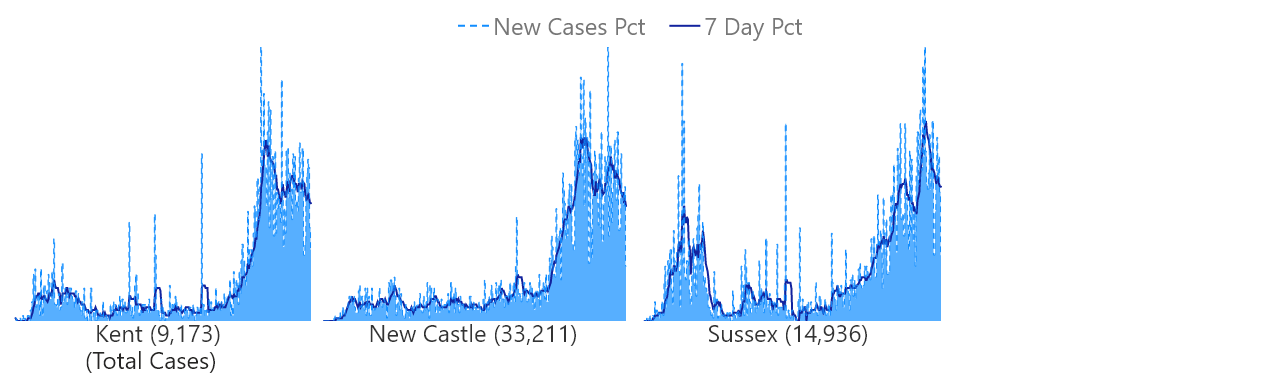 New Cases Pct 7 Day Pct
Kent (9,173) New Castle (33,211) Sussex (14,936)
(Total Cases)